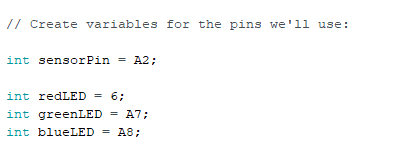 // Create variables for the pins we'll use:
int sensorPin = A2;
int redLED = 6;
int greenLED = A7;
int blueLED = A8;